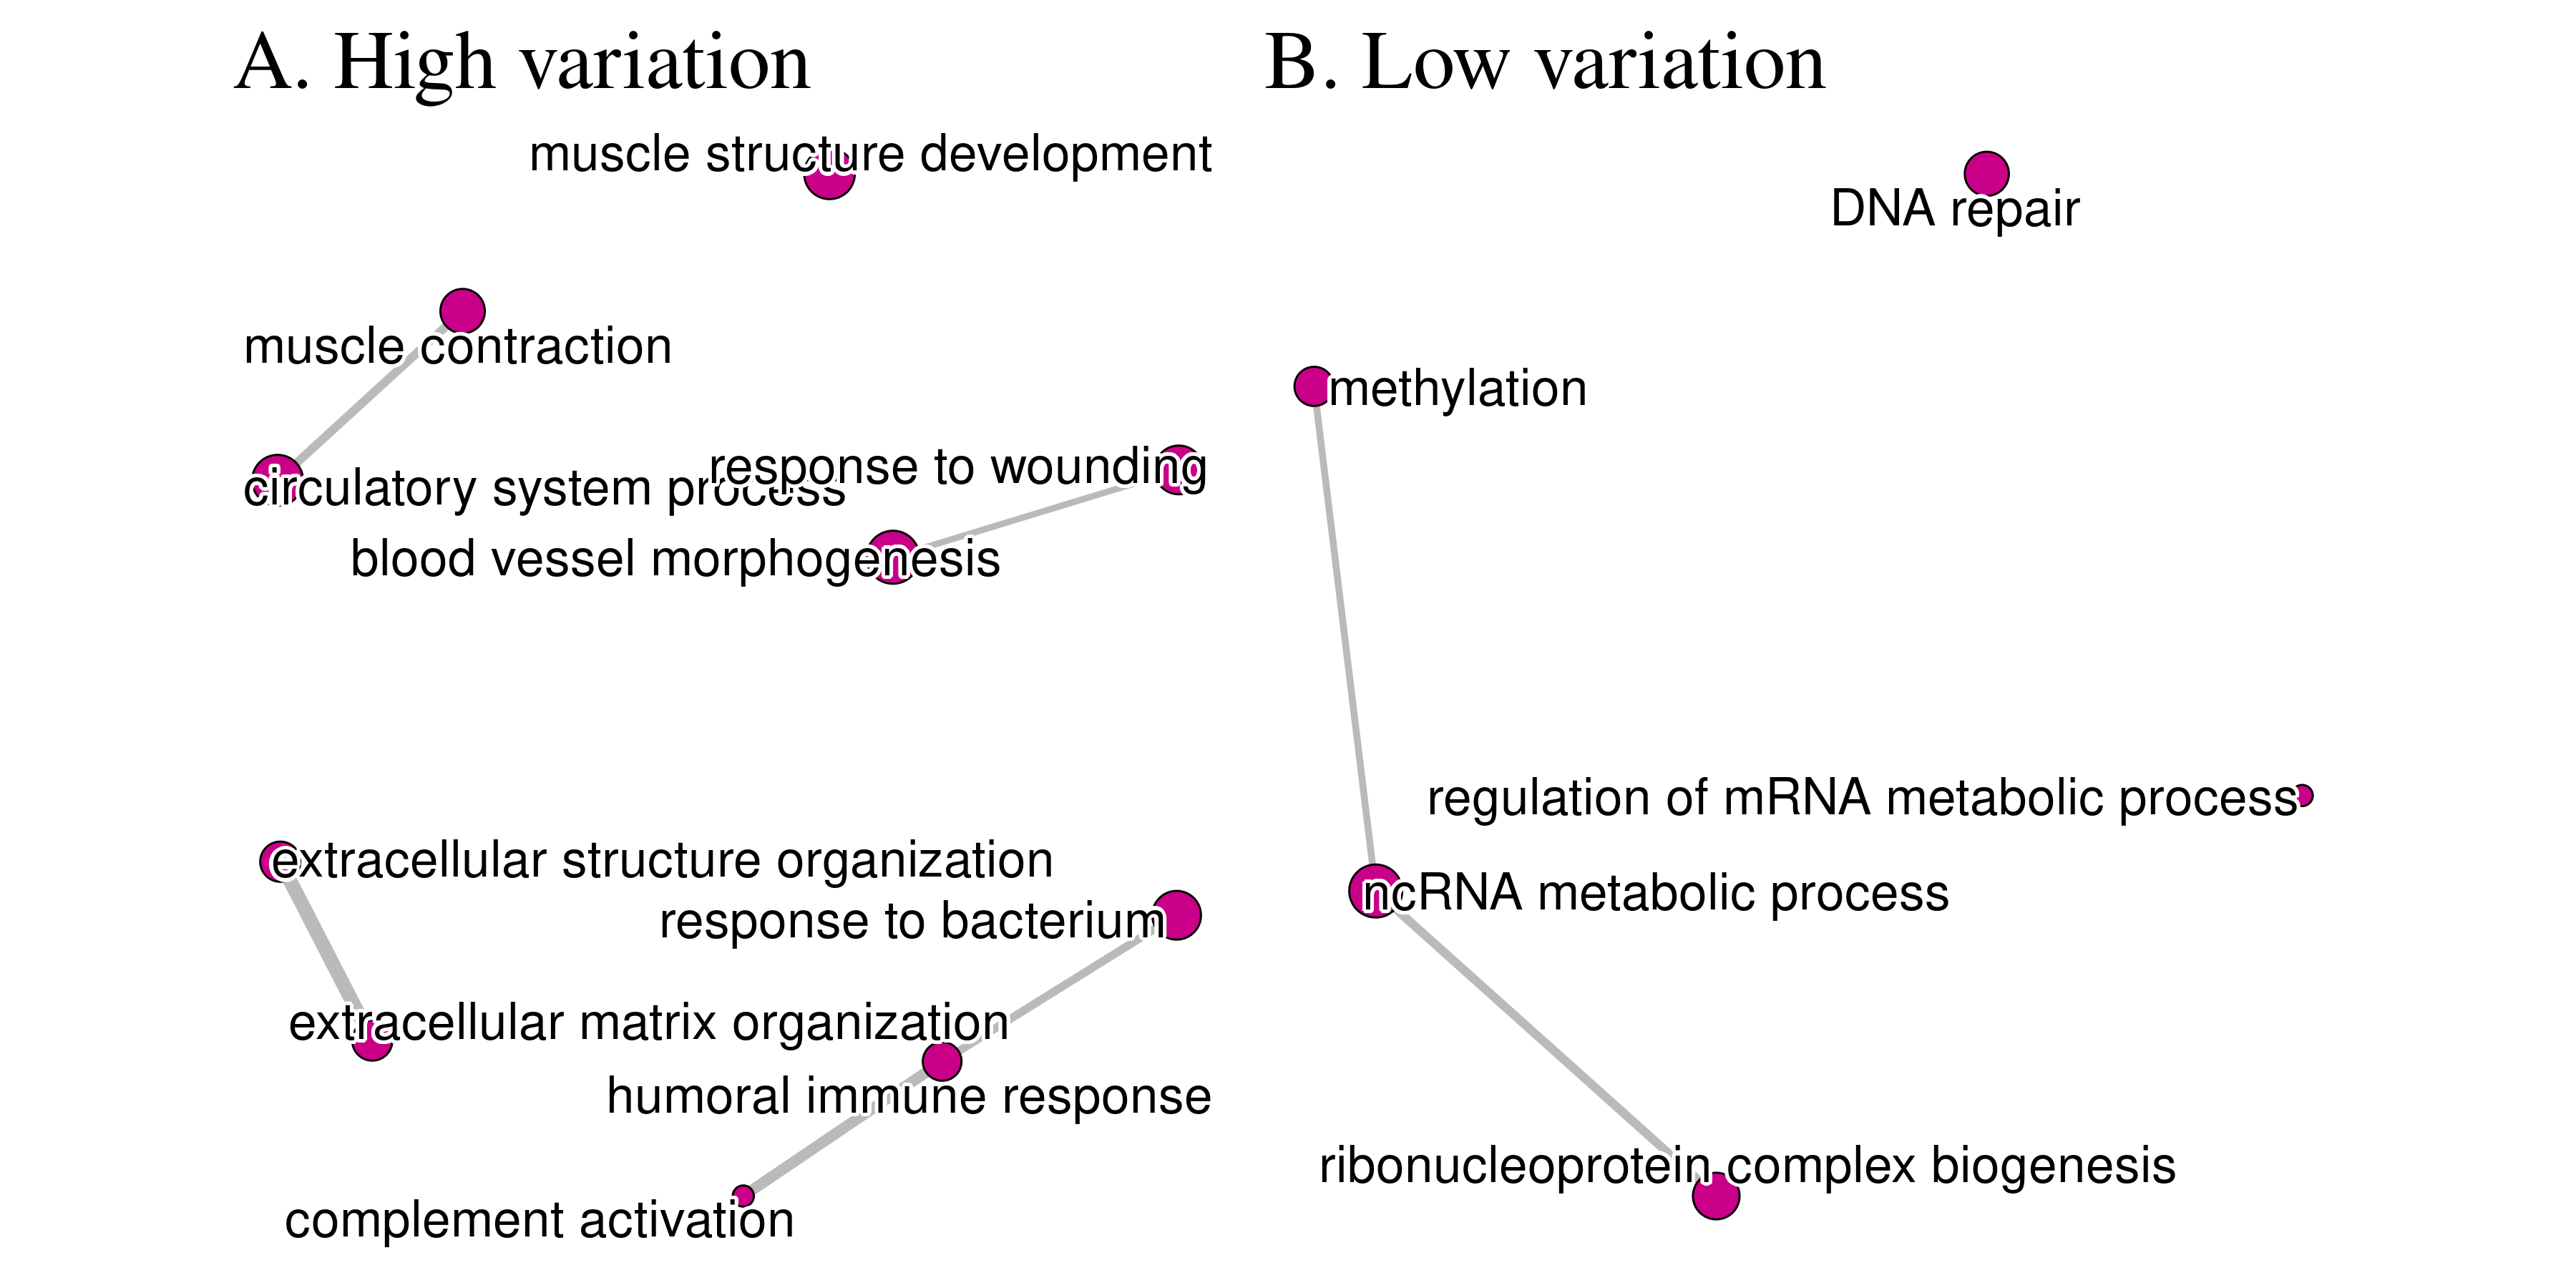 A. High variation
muscle structure development
muscle contraction
response to wounding
circulatory system process
blood vessel morphogenesis
extracellular structure organization
response to bacterium
extracellular matrix organization
humoral immune response
complement activation
B. Low variation
DNA repair
methylation
regulation of mRNA metabolic process
ncRNA metabolic process
ribonucleoprotein complex biogenesis